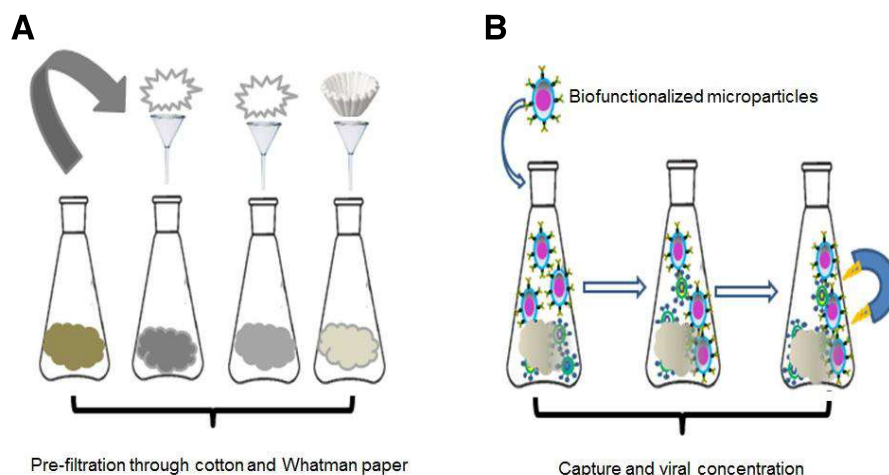 A
B
Biofunctionalized microparticles
Pre-filtration through cotton and Whatman paper
Capture and viral concentration